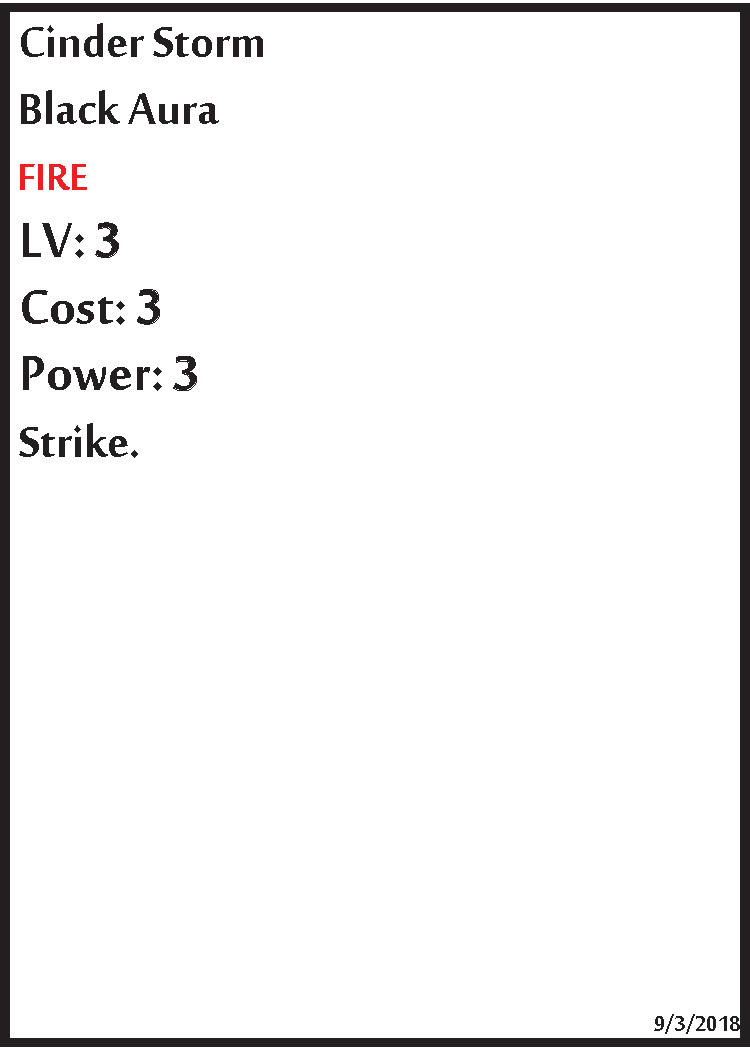 Cinder Storm
Black Aura
FIRE
LV: 3
Cost: 3
Power: 3
Strike.
9/3/2018